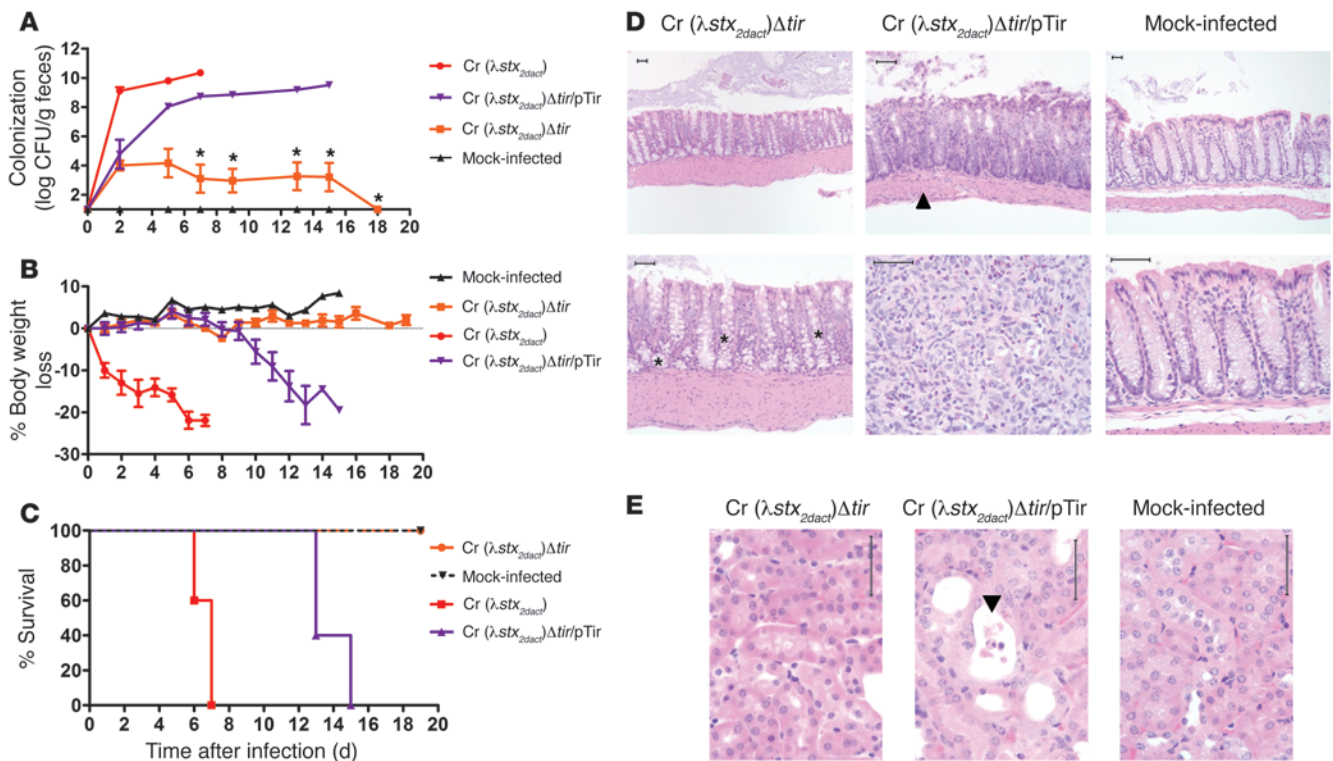 A
Colonization
(log CFU/g feces)
12
10
8
6
4
2
0 2 4 6 8 10 12 14 16 18 20
* * * * *
Cr (λstx2dact)
Cr (λstx2dact)Δtir/pTir
Cr (λstx2dact)Δtir
Mock-infected
B
% Body weight
loss
10
0
-10
-20
-30
0 2 4 6 8 10 12 14 16 18 20
Mock-infected
Cr (λstx2dact)Δtir
Cr (λstx2dact)
Cr (λstx2dact)Δtir/pTir
C
% Survival
100
80
60
40
20
0
0 2 4 6 8 10 12 14 16 18 20
Time after infection (d)
Cr (λstx2dact)Δtir
Mock-infected
Cr (λstx2dact)
Cr (λstx2dact)Δtir/pTir
D
Cr (λstx2dact)Δtir Cr (λstx2dact)Δtir/pTir Mock-infected
* * *
E
Cr (λstx2dact)Δtir Cr (λstx2dact)Δtir/pTir Mock-infected